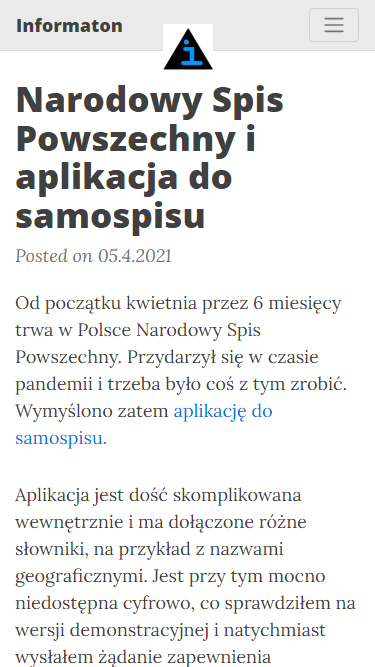 Informaton
i
Narodowy Spis
Powszechny i
aplikacja do
samospisu
Posted on 05.4.2021
Od początku kwietnia przez 6 miesięcy
trwa w Polsce Narodowy Spis
Powszechny. Przydarzył się w czasie
pandemii i trzeba było coś z tym zrobić.
Wymyślono zatem aplikację do
samospisu.
Aplikacja jest dość skomplikowana
wewnętrznie i ma dołączone różne
słowniki, na przykład z nazwami
geograficznymi. Jest przy tym mocno
niedostępna cyfrowo, co sprawdziłem na
wersji demonstracyjnej i natychmiast
wysłałem żądanie zapewnienia